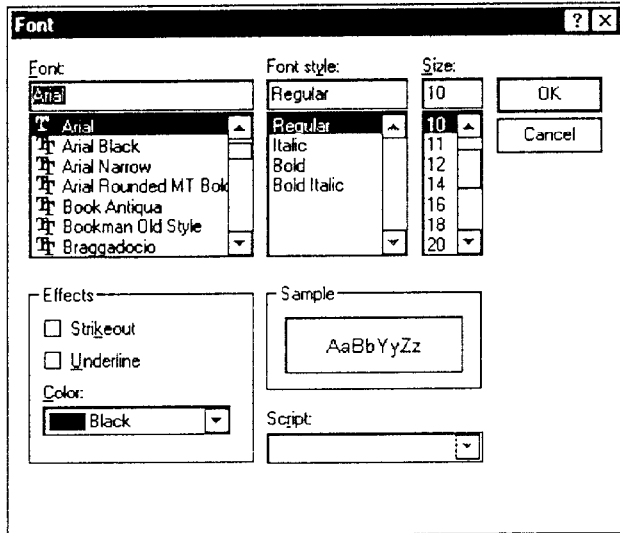 Font
Font:
Font style:
Size:
Arial
Regular
10
OK
Cancel
Arial
Arial Black
Arial Narrow
Arial Rounded MT Bold
Book Antiqua
Bookman Old Style
Braggadocio
Regular
Italic
Bold
Bold Italic
10
11
12
14
16
18
20
Effects
Strikeout
Underline
Color:
Black
Sample
AaBbYyZz
Script: